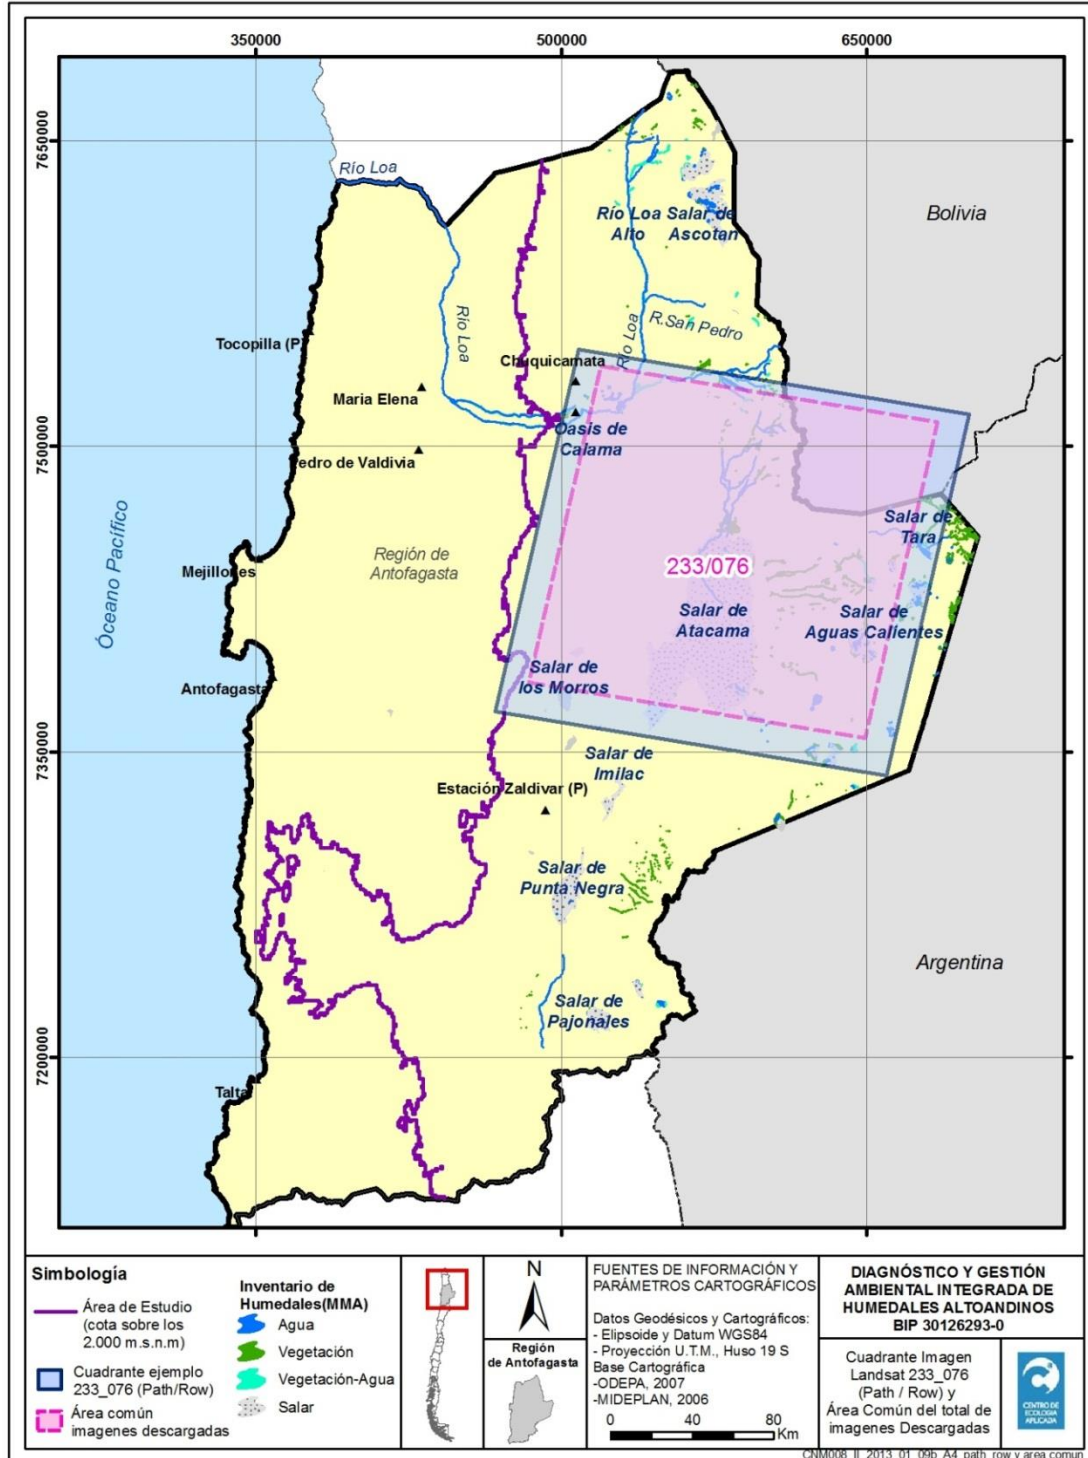 350000
500000
650000
7650000
Río Loa
Bolivia
Río Loa
Alto
Salar de
Ascotan
Río Loa
Río Loa
R.San Pedro
Tocopilla (P)
Chuquicamata
Maria Elena
Oasis de
Calama
7500000
edro de Valdivia
Salar de
Tara
Océano Pacífico
Región de
Antofagasta
233/076
Mejillones
Salar de
Atacama
Salar de
Aguas Calientes
Salar de
los Morros
Antofagasta
7350000
Salar de
Imilac
Estación Zaldivar (P)
Salar de
Punta Negra
Argentina
Salar de
Pajonales
7200000
Talta
Simbología
Área de Estudio
(cota sobre los
2.000 m.s.n.m)
Cuadrante ejemplo
233_076 (Path/Row)
Área común
imagenes descargadas
Inventario de
Humedales(MMA)
Agua
Vegetación
Vegetación-Agua
Salar
N
Región
de Antofagasta
FUENTES DE INFORMACIÓN Y
PARÁMETROS CARTOGRÁFICOS
Datos Geodésicos y Cartográficos:
- Elipsoide y Datum WGS84
- Proyección U.T.M., Huso 19 S
Base Cartográfica
-ODEPA, 2007
-MIDEPLAN, 2006
0 40 80
Km
DIAGNÓSTICO Y GESTIÓN
AMBIENTAL INTEGRADA DE
HUMEDALES ALTOANDINOS
BIP 30126293-0
Cuadrante Imagen
Landsat 233_076
(Path / Row) y
Área Común del total de
imagenes Descargadas
CENTRO DE
ECOLOGÍA
APLICADA
CNM008_II_2013_01_09b_A4_path_row y area comun